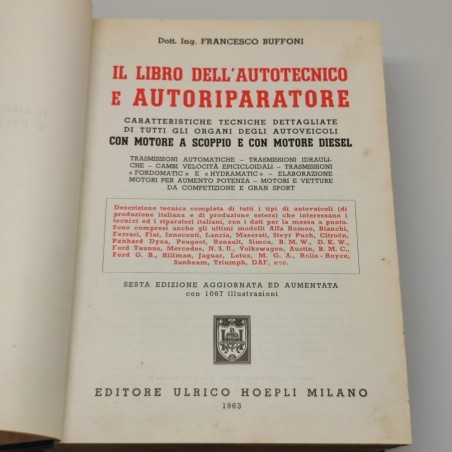 Dott. Ing. FRANCESCO BUFFONI
IL LIBRO DELL'AUTOTECNICO
E AUTORIPARATORE
CARATTERISTICHE TECNICHE DETTAGLIATE
DI TUTTI GLI ORGANI DEGLI AUTOVEICOLI
CON MOTORE A SCOPPIO E CON MOTORE DIESEL
TRASMISSIONI AUTOMATICHE - TRASMISSIONI IDRAULI-
CHE - CAMBI VELOCITÀ EPICICLOIDALI - TRASMISSIONI
« FORDOMATIC » E « HYDRAMATIC » - ELABORAZIONE
MOTORI PER AUMENTO POTENZA - MOTORI E VETTURE
DA COMPETIZIONE E GRAN SPORT
Descrizione tecnica completa di tutti i tipi di autoveicoli (di
produzione italiana e di produzione estera) che interessano i
tecnici ed i riparatori italiani, con i dati per la messa a punto.
Sono compresi anche gli ultimi modelli Alfa Romeo, Bianchi,
Ferrari, Fiat, Innocenti, Lancia, Maserati, Steyr Puch, Citroën,
Panhard Dyna, Peugeot, Renault, Simca, B.M.W., D.K.W.,
Ford Taunus, Mercedes, N.S.U., Volkswagen, Austin, B.M.C.,
Ford G.B., Hillman, Jaguar, Lotus, M.G.A., Rolls-Royce,
Sunbeam, Triumph, DAF, etc.
SESTA EDIZIONE AGGIORNATA ED AUMENTATA
con 1067 illustrazioni
EDITORE ULRICO HOEPLI MILANO
1963